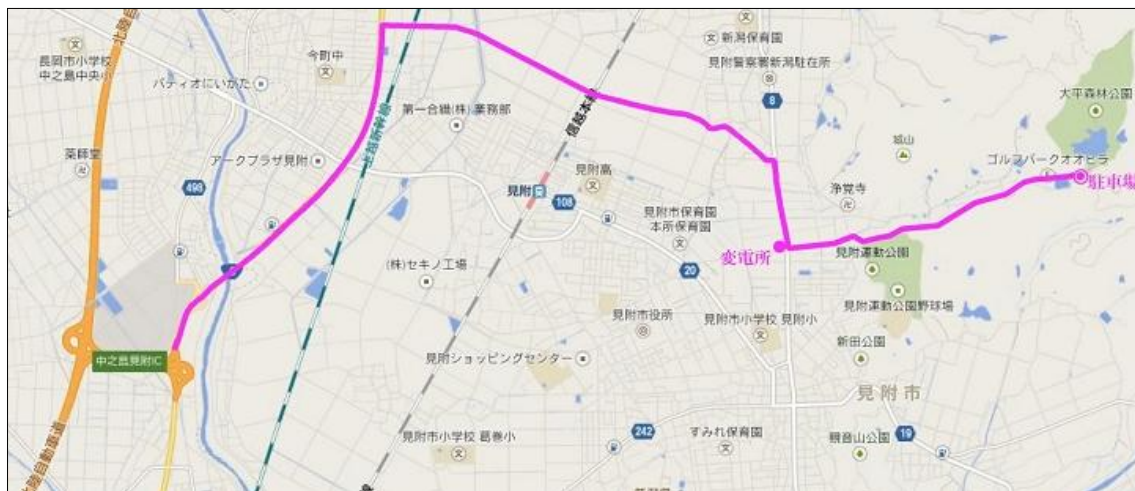 北陸自
長岡市小学校
中之島中央小
今町中
パティオにいがた
新潟保育園
見附警察署新潟駐在所
8
大平森林公園
第一合繊(株) 業務部
信越本線
上越新幹線
薬師堂
アークプラザ見附
城山
ゴルフパークオオヒラ
駐車場
498
見附
見附高
108
浄覚寺
見附市保育園
本所保育園
変電所
見附運動公園
(株)セキノ工場
20
見附運動公園野球場
見附市役所
見附市小学校 見附小
新田公園
中之島見附IC
見附ショッピングセンター
見附市
北陸自動車道
見附市小学校 葛巻小
242
すみれ保育園
19
観音山公園